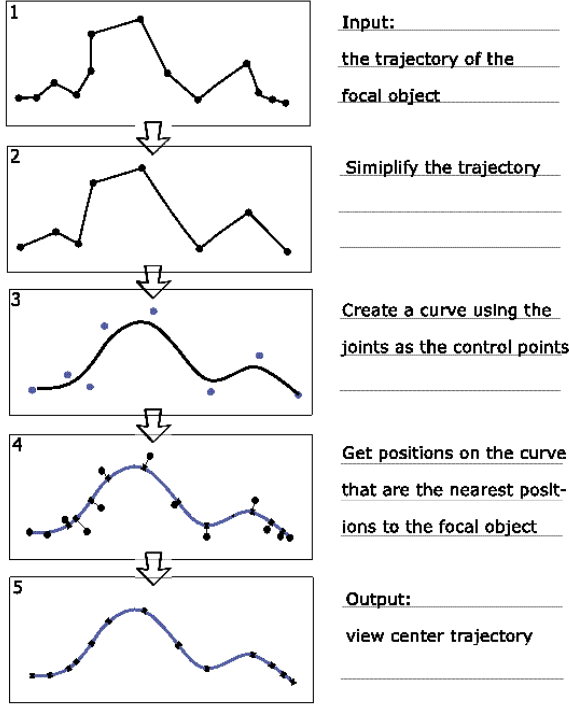 1
Input:
the trajectory of the
focal object
2
Simiplify the trajectory
3
Create a curve using the
joints as the control points
4
Get positions on the curve
that are the nearest posit-
ions to the focal object
5
Output:
view center trajectory